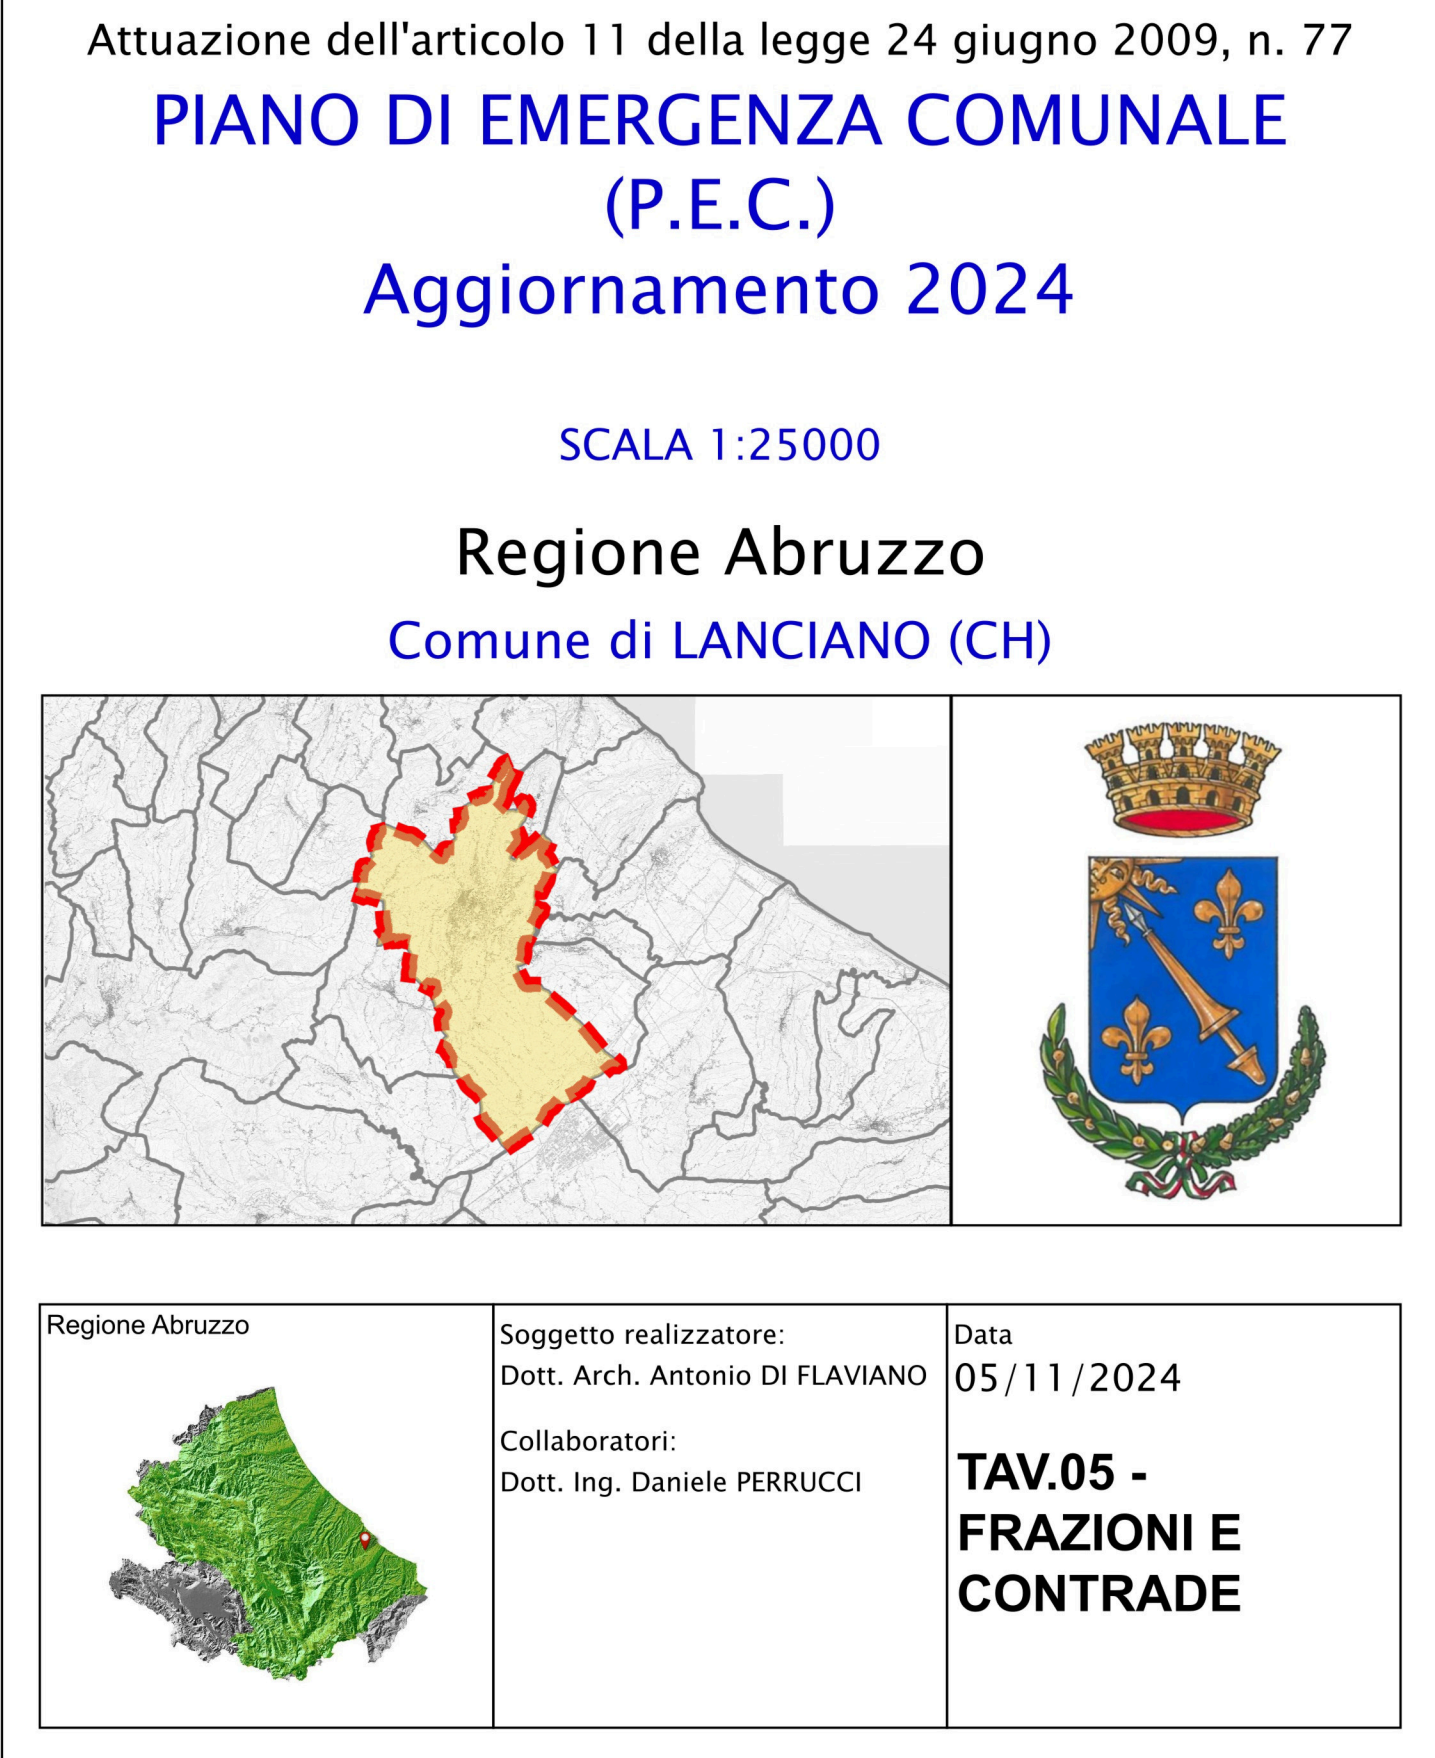 Attuazione dell'articolo 11 della legge 24 giugno 2009, n. 77
PIANO DI EMERGENZA COMUNALE
(P.E.C.)
Aggiornamento 2024
SCALA 1:25000
Regione Abruzzo
Comune di LANCIANO (CH)
Regione Abruzzo
Soggetto realizzatore:
Dott. Arch. Antonio DI FLAVIANO
Collaboratori:
Dott. Ing. Daniele PERRUCCI
Data
05/11/2024
TAV.05 -
FRAZIONI E
CONTRADE